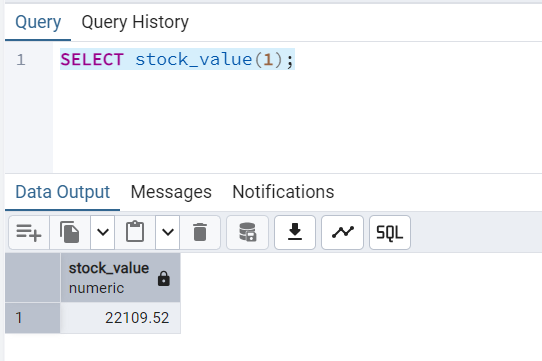 Query Query History
1 SELECT stock_value(1);
Data Output Messages Notifications
SQL
stock_value
numeric
1 22109.52